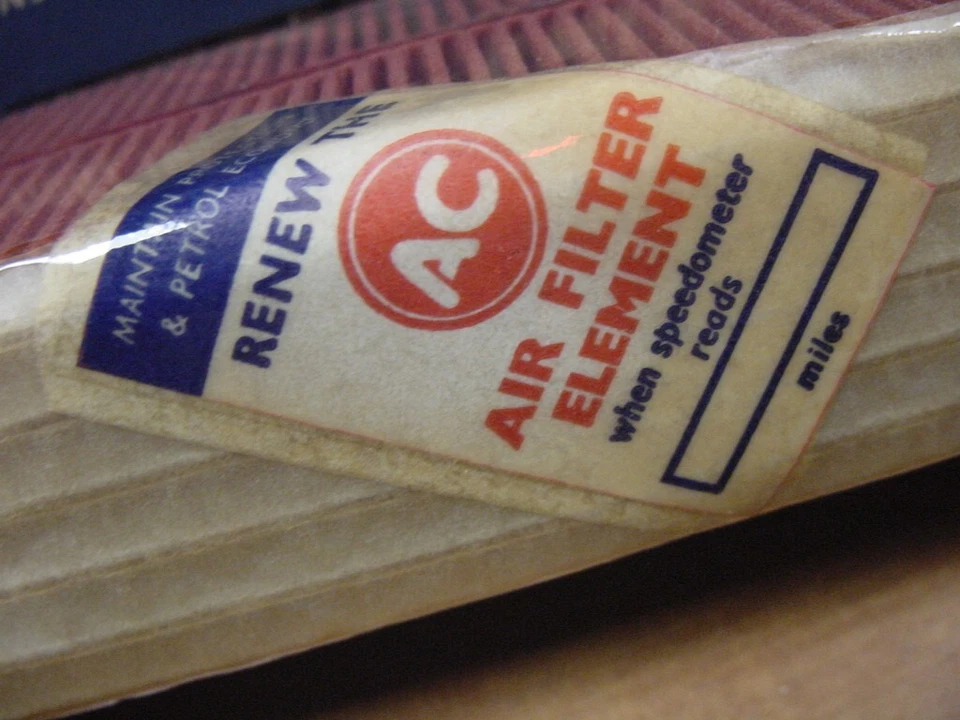 MAINTAIN
& PETROL
RENEW THE
AC
AIR FILTER
ELEMENT
when speedometer
reads
miles